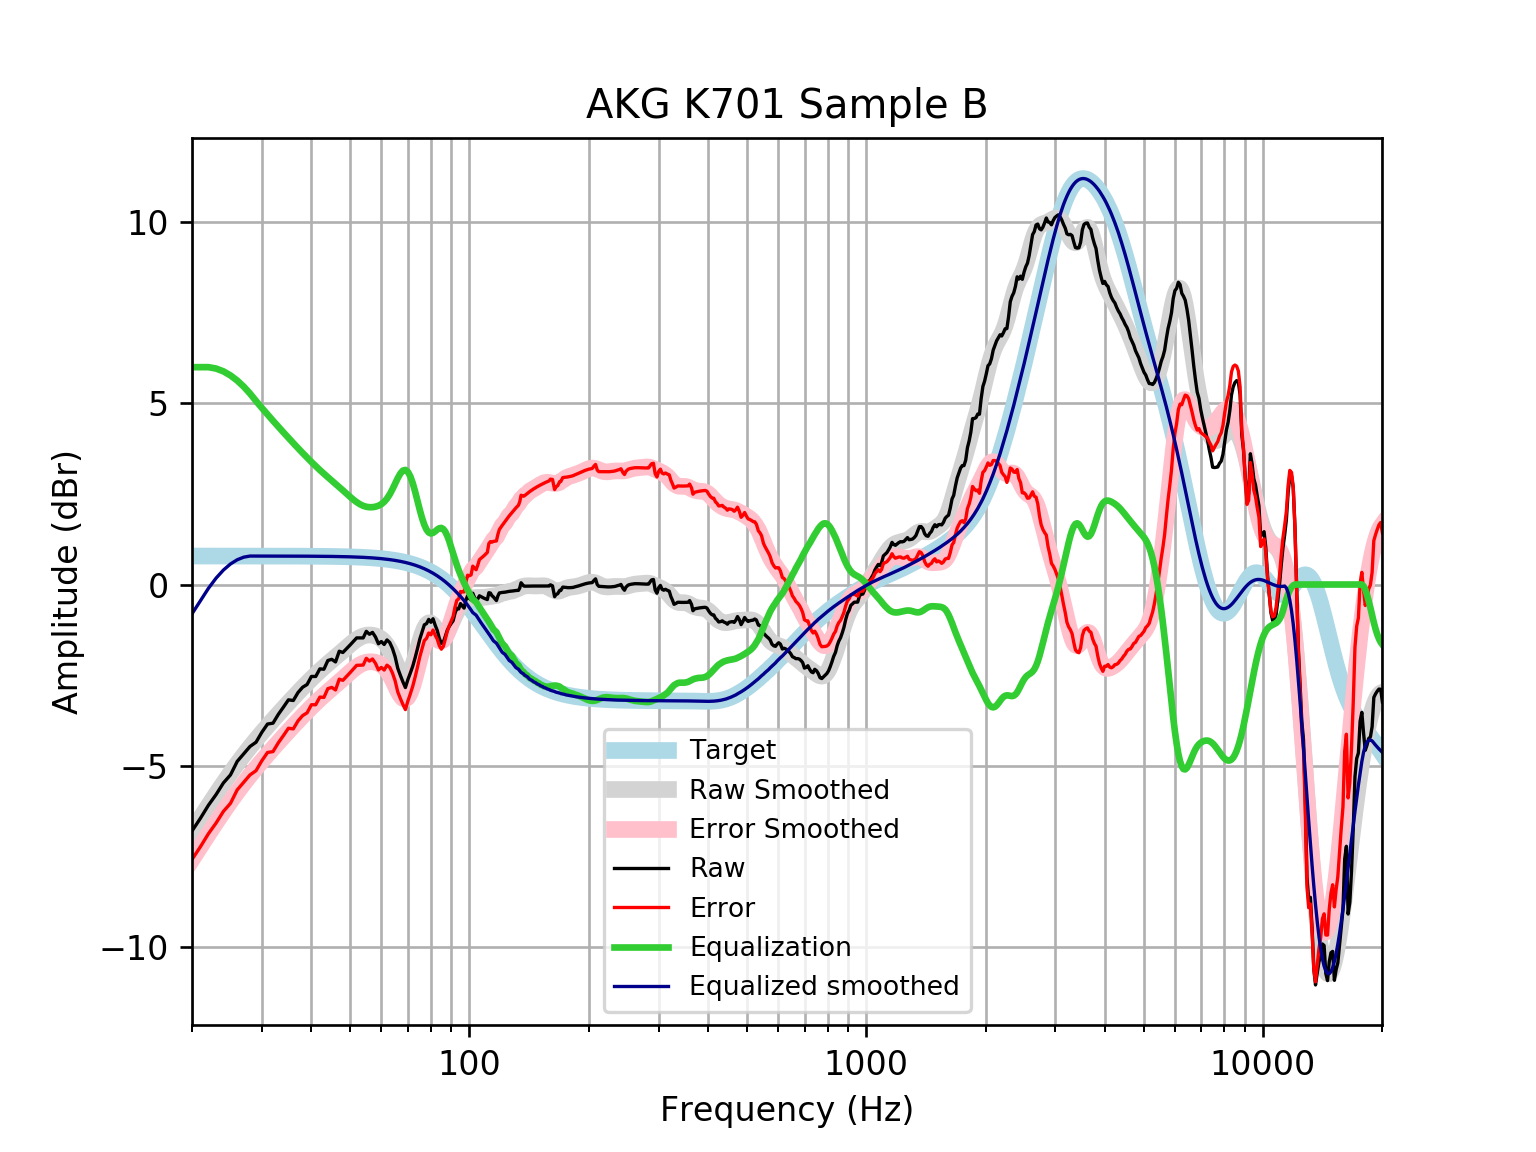 AKG K701 Sample B
Amplitude (dBr)
10
5
0
−5
−10
Target
Raw Smoothed
Error Smoothed
Raw
Error
Equalization
Equalized smoothed
100
1000
10000
Frequency (Hz)